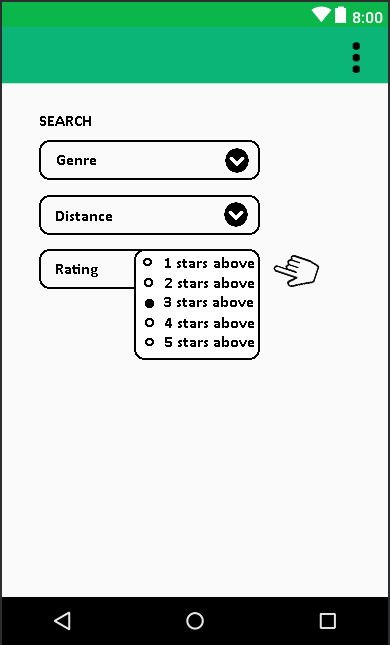 8:00
SEARCH
Genre
Distance
Rating
1 stars above
2 stars above
3 stars above
4 stars above
5 stars above